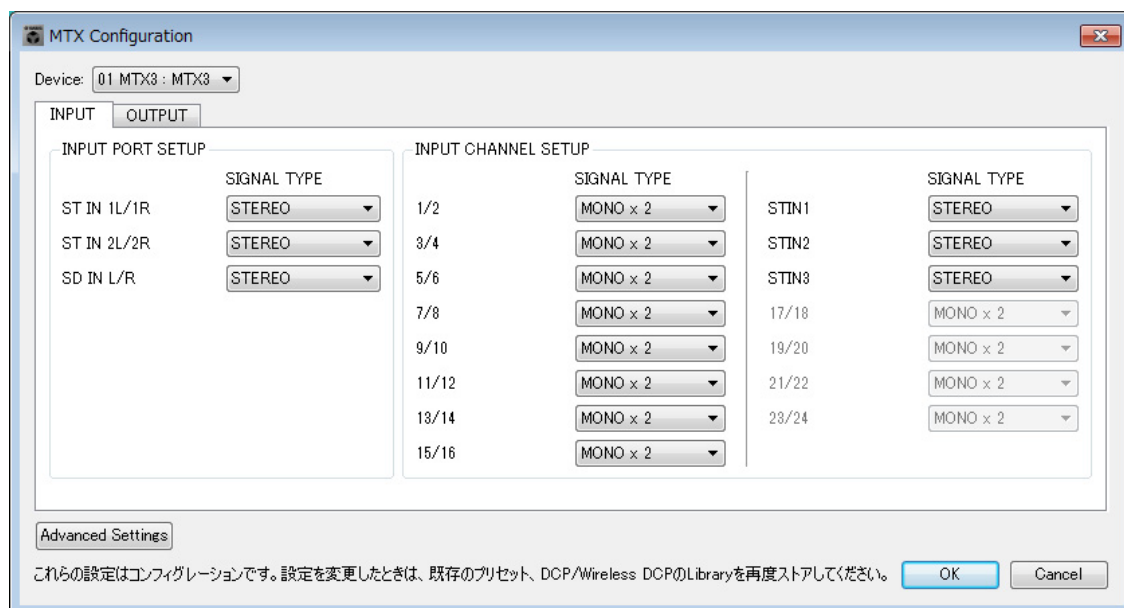 MTX Configuration
Device: 01 MTX3 : MTX3
INPUT OUTPUT
INPUT PORT SETUP INPUT CHANNEL SETUP
SIGNAL TYPE SIGNAL TYPE SIGNAL TYPE
ST IN 1L/1R STEREO 1/2 MONO x 2 STIN1 STEREO
ST IN 2L/2R STEREO 3/4 MONO x 2 STIN2 STEREO
SD IN L/R STEREO 5/6 MONO x 2 STIN3 STEREO
7/8 MONO x 2 17/18 MONO x 2
9/10 MONO x 2 19/20 MONO x 2
11/12 MONO x 2 21/22 MONO x 2
13/14 MONO x 2 23/24 MONO x 2
15/16 MONO x 2
Advanced Settings
これらの設定はコンフィグレーションです。設定を変更したときは、既存のプリセット、DCP/Wireless DCPのLibraryを再度ストアしてください。 OK Cancel